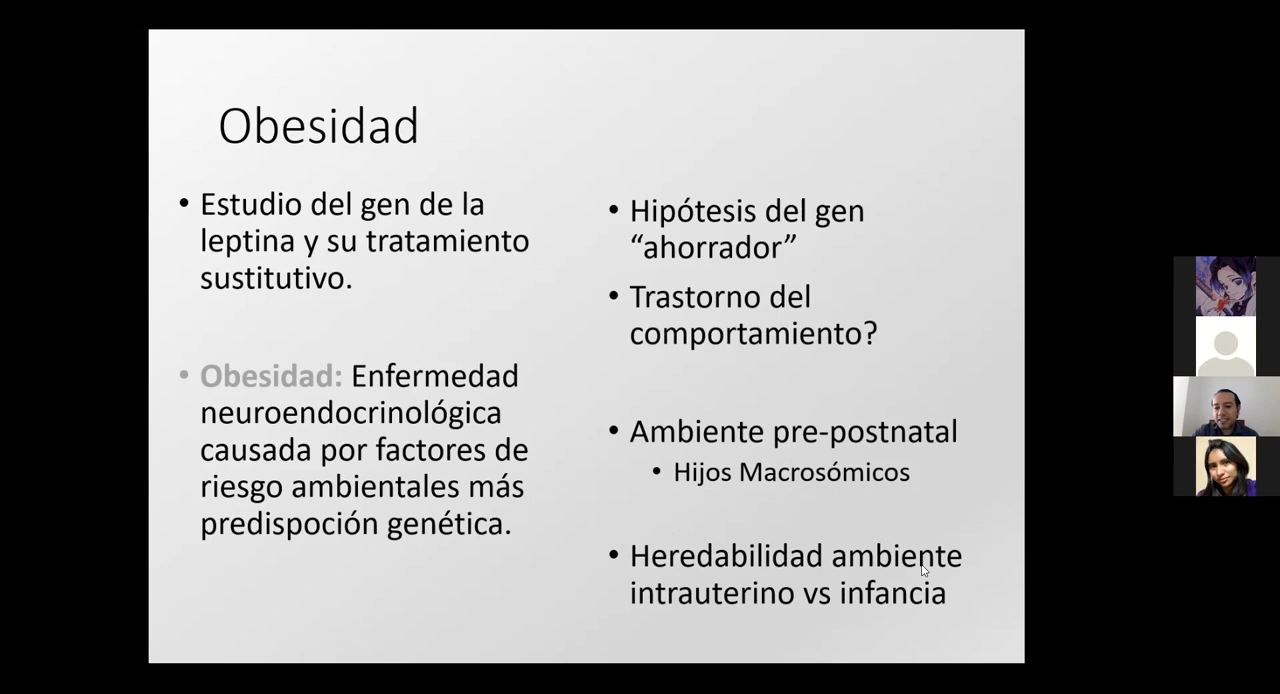 Obesidad
• Estudio del gen de la
leptina y su tratamiento
sustitutivo.
• Obesidad: Enfermedad
neuroendocrinológica
causada por factores de
riesgo ambientales más
predispoción genética.
• Hipótesis del gen
“ahorrador”
• Trastorno del
comportamiento?
• Ambiente pre-postnatal
• Hijos Macrosómicos
• Heredabilidad ambiente
intrauterino vs infancia